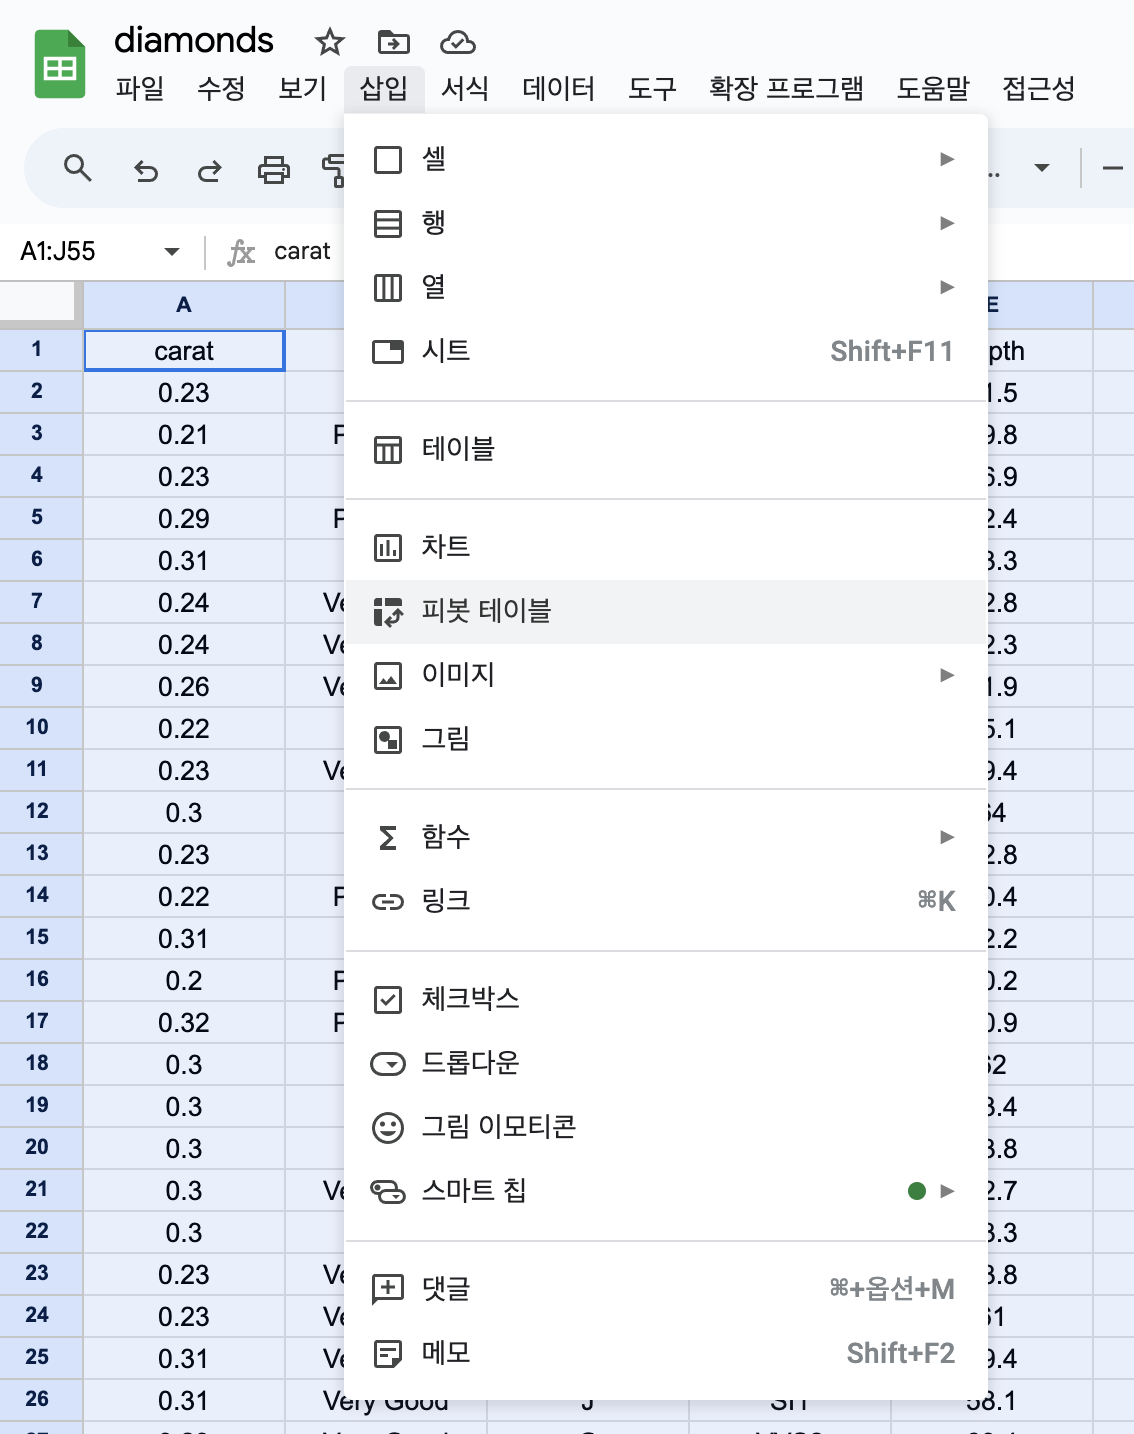 diamonds
파일 수정 보기 삽입 서식 데이터 도구 확장 프로그램 도움말 접근성
A1:J55 fx carat
A E
셀
행
열
시트 Shift+F11
테이블
차트
피봇 테이블
이미지
그림
함수
링크 ⌘K
체크박스
드롭다운
그림 이모티콘
스마트 칩
댓글 ⌘+옵션+M
메모 Shift+F2
1 carat pth
2 0.23 1.5
3 0.21 9.8
4 0.23 6.9
5 0.29 2.4
6 0.31 3.3
7 0.24 Ve 2.8
8 0.24 Ve 2.3
9 0.26 Ve 1.9
10 0.22 5.1
11 0.23 Ve 9.4
12 0.3 64
13 0.23 2.8
14 0.22 0.4
15 0.31 2.2
16 0.2 0.2
17 0.32 0.9
18 0.3 62
19 0.3 3.4
20 0.3 3.8
21 0.3 Ve 2.7
22 0.3 3.3
23 0.23 Ve 3.8
24 0.23 Ve 61
25 0.31 Ve 9.4
26 0.31 Very Good J SI1 58.1